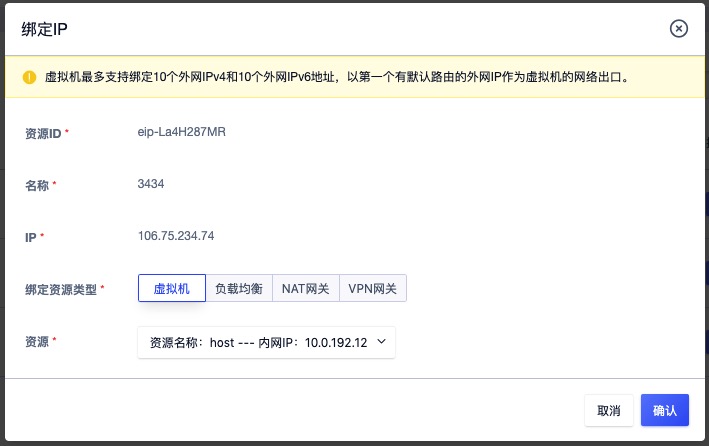 绑定IP
虚拟机最多支持绑定10个外网IPv4和10个外网IPv6地址，以第一个有默认路由的外网IP作为虚拟机的网络出口。
资源ID * eip-La4H287MR
名称 * 3434
IP * 106.75.234.74
绑定资源类型 * 虚拟机 负载均衡 NAT网关 VPN网关
资源 * 资源名称：host --- 内网IP：10.0.192.12
取消 确认